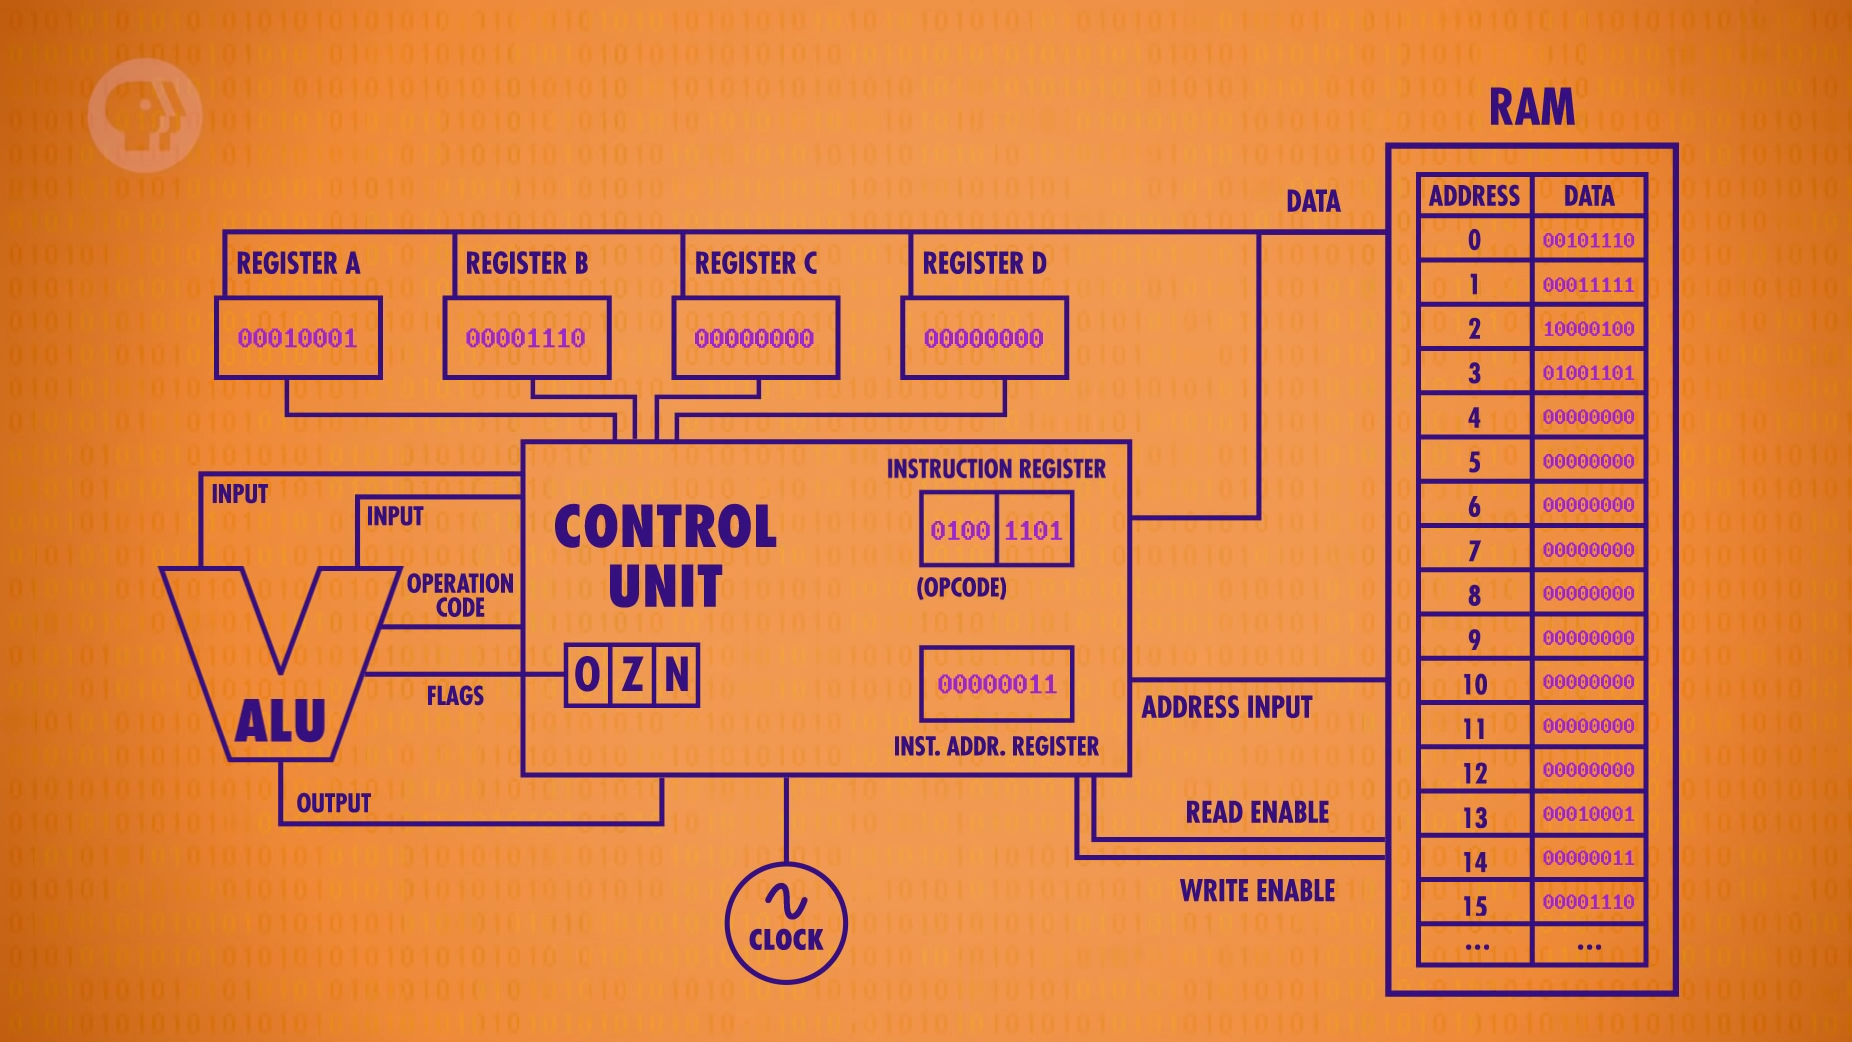 RAM
DATA
ADDRESS DATA
0 00101110
1 00011111
2 10000100
3 01001101
4 00000000
5 00000000
6 00000000
7 00000000
8 00000000
9 00000000
10 00000000
11 00000000
12 00000000
13 00010001
14 00000011
15 00001110
... ...
REGISTER A
00010001
REGISTER B
00001110
REGISTER C
00000000
REGISTER D
00000000
INPUT
INPUT
OPERATION
CODE
FLAGS
ALU
OUTPUT
CONTROL
UNIT
O Z N
INSTRUCTION REGISTER
0100 1101
(OPCODE)
00000011
INST. ADDR. REGISTER
ADDRESS INPUT
READ ENABLE
WRITE ENABLE
CLOCK